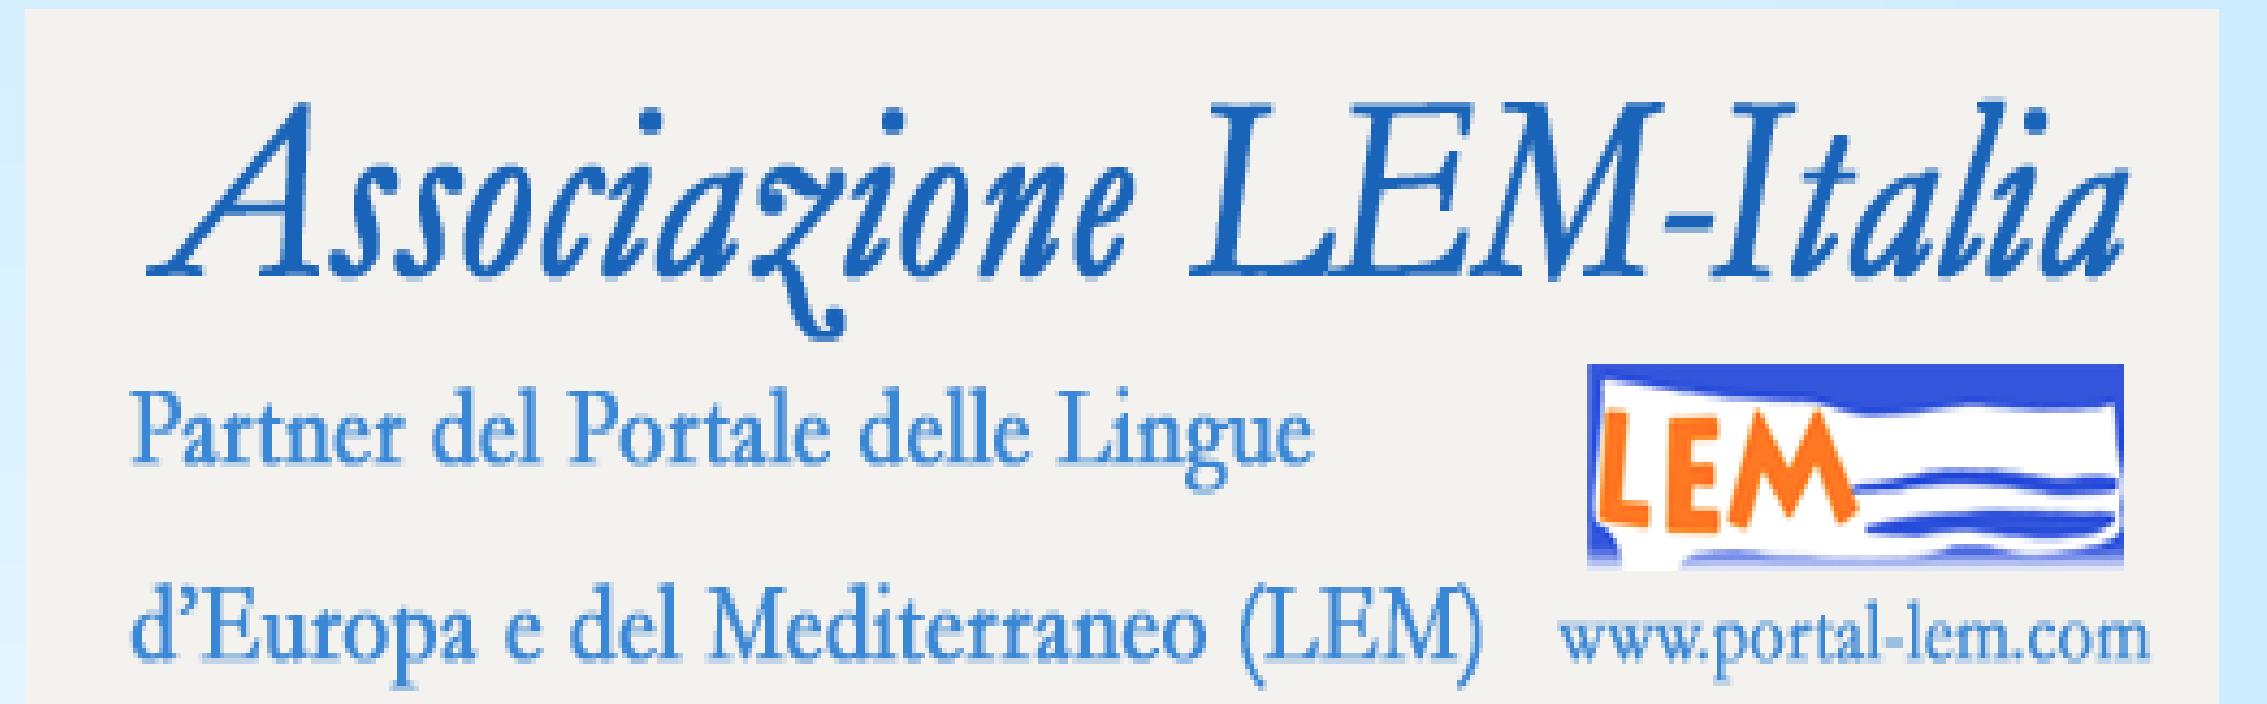 Associazione LEM-Italia
Partner del Portale delle Lingue
d’Europa e del Mediterraneo (LEM)
LEM
www.portal-lem.com